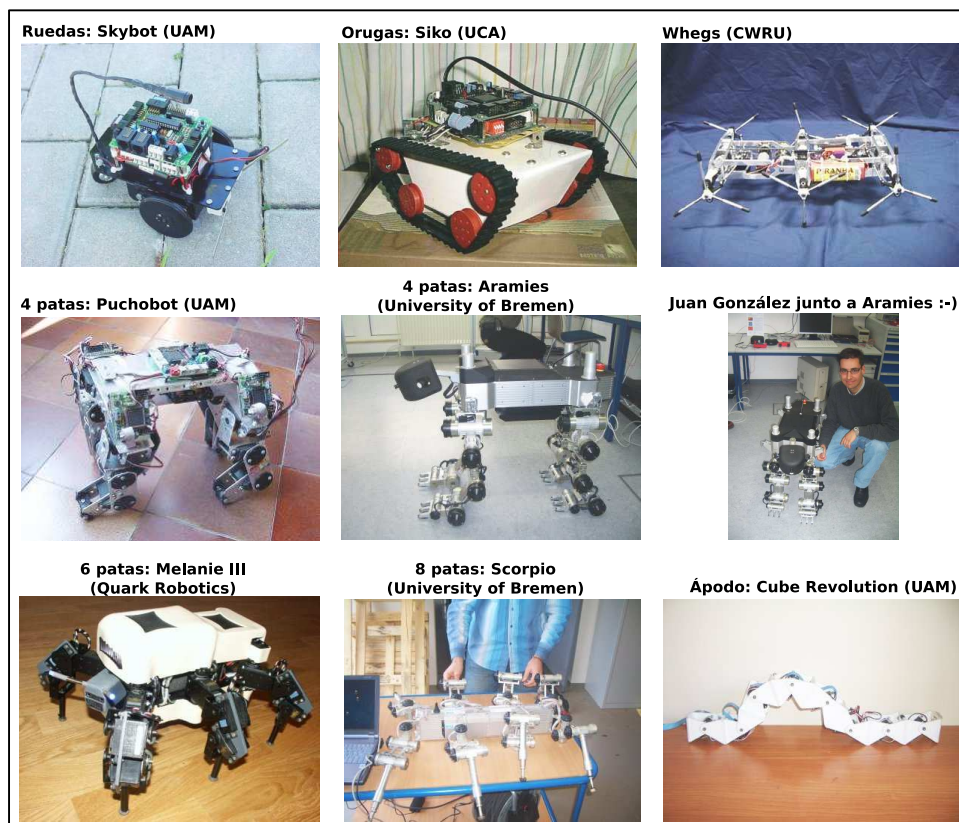 Ruedas: Skybot (UAM)
Orugas: Siko (UCA)
Whegs (CWRU)
PIRANHA
4 patas: Puchobot (UAM)
4 patas: Aramies
(University of Bremen)
Juan González junto a Aramies :-)
6 patas: Melanie III
(Quark Robotics)
8 patas: Scorpio
(University of Bremen)
Ápodo: Cube Revolution (UAM)